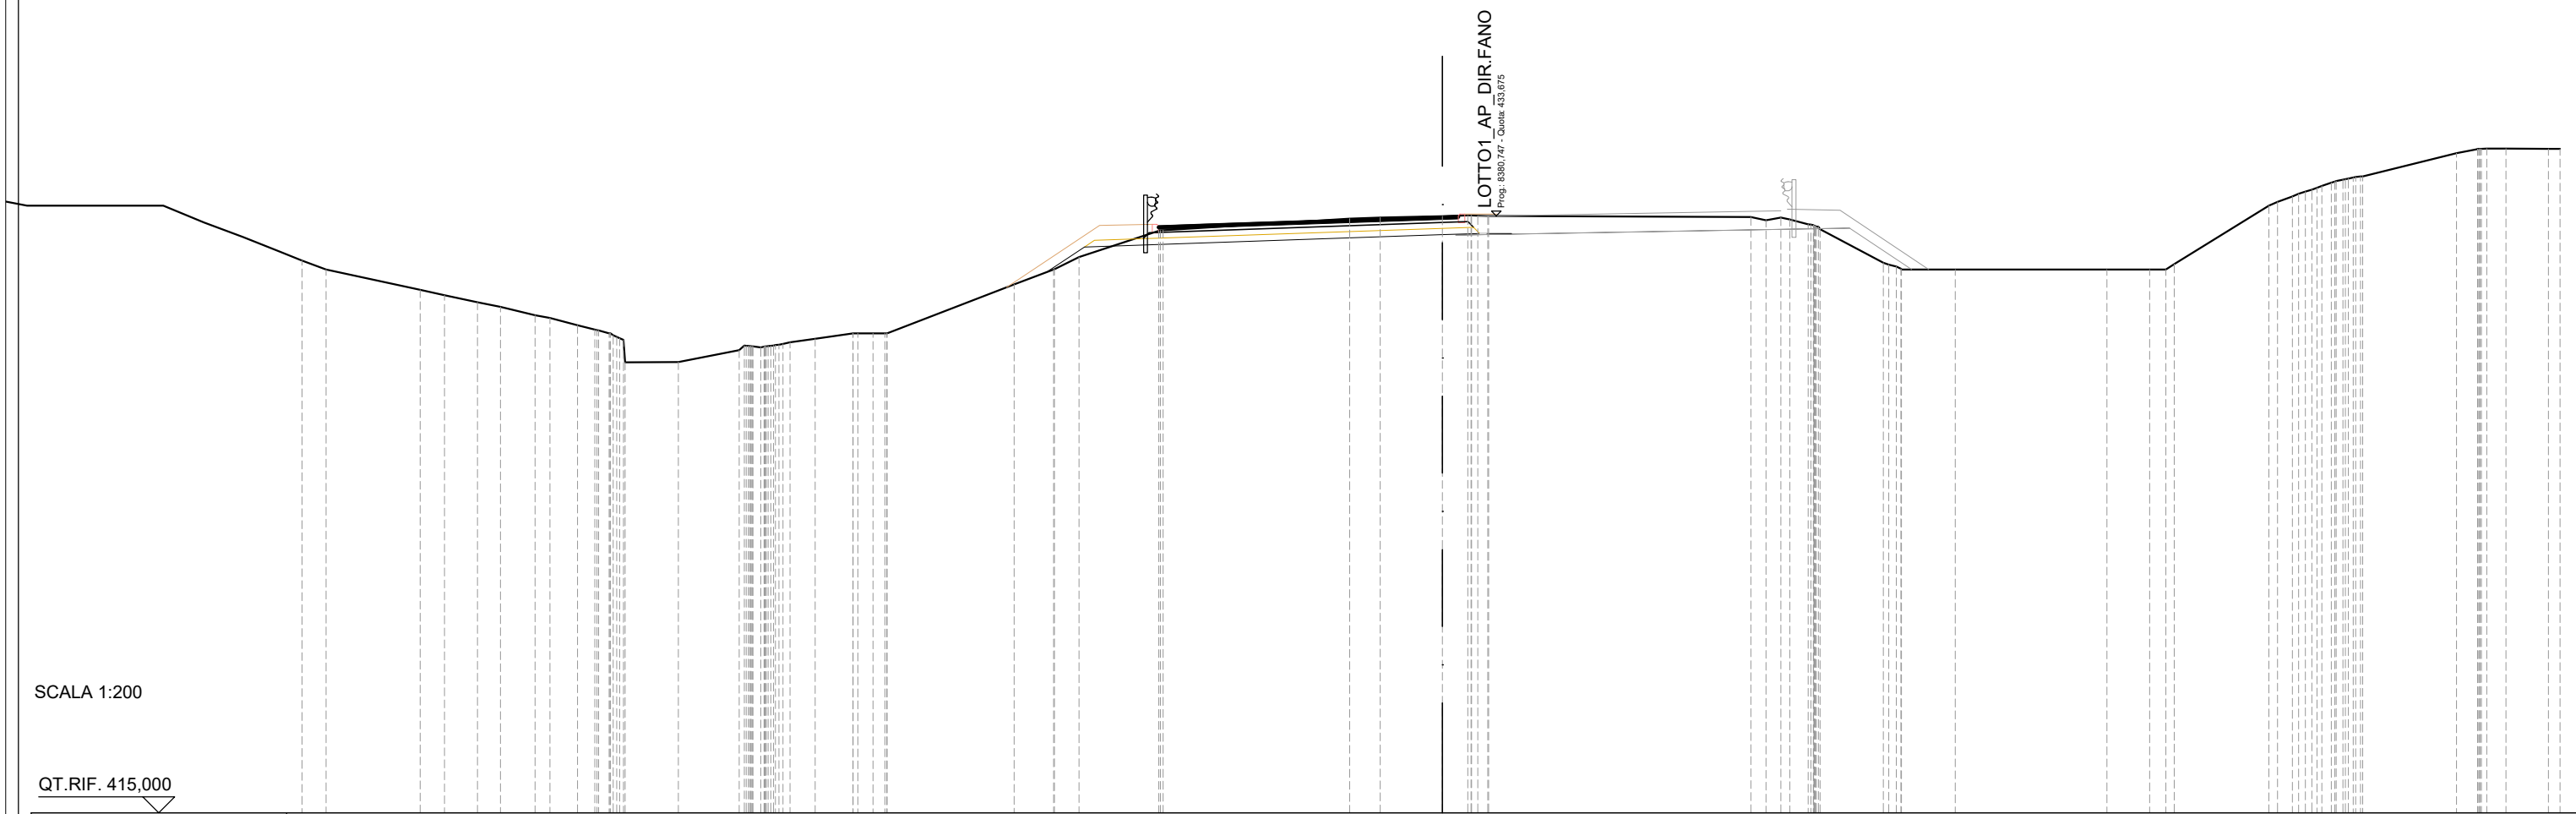 LOTTO1_AP_DIR.FANO
Prog.: 8380,747 - Quota: 433,675
SCALA 1:200
QT.RIF. 415,000